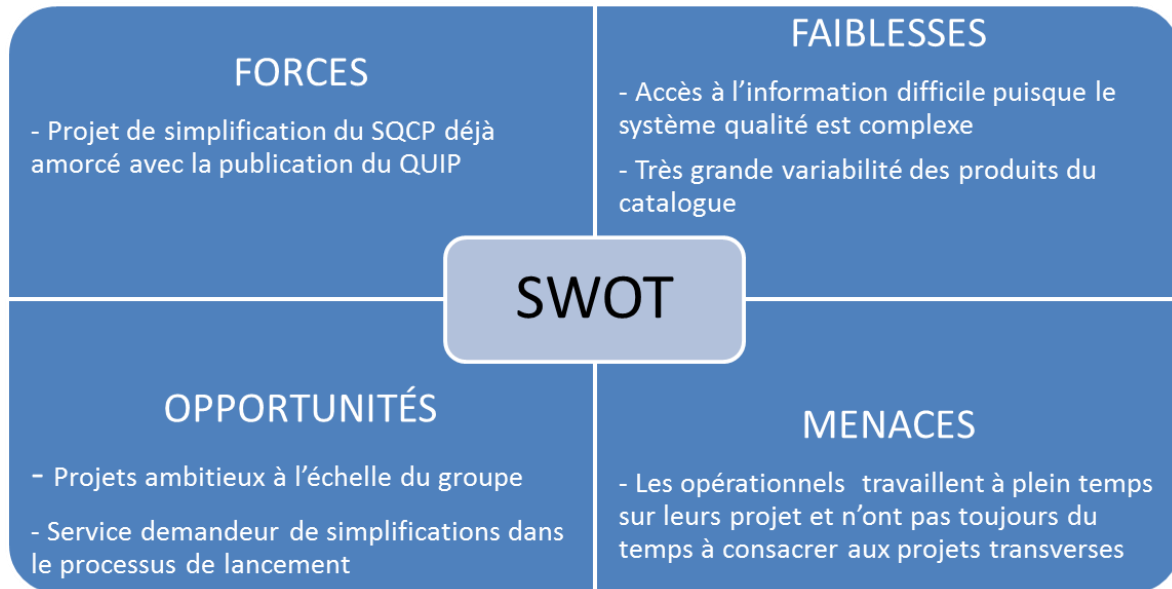 FORCES
- Projet de simplification du SQCP déjà
amorcé avec la publication du QUIP
FAIBLESSES
- Accès à l’information difficile puisque le
système qualité est complexe
- Très grande variabilité des produits du
catalogue
SWOT
OPPORTUNITÉS
- Projets ambitieux à l’échelle du groupe
- Service demandeur de simplifications dans
le processus de lancement
MENACES
- Les opérationnels  travaillent à plein temps
sur leurs projet et n’ont pas toujours du
temps à consacrer aux projets transverses